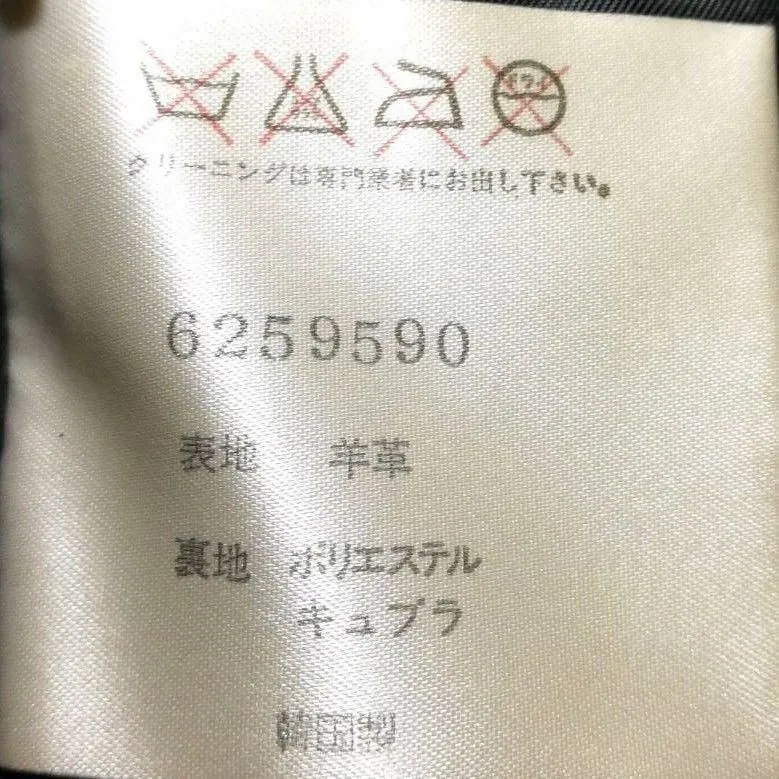 クリーニングは専門業者にお出し下さい。
6259590
表地 羊革
裏地 ポリエステル
キュプラ
韓国製